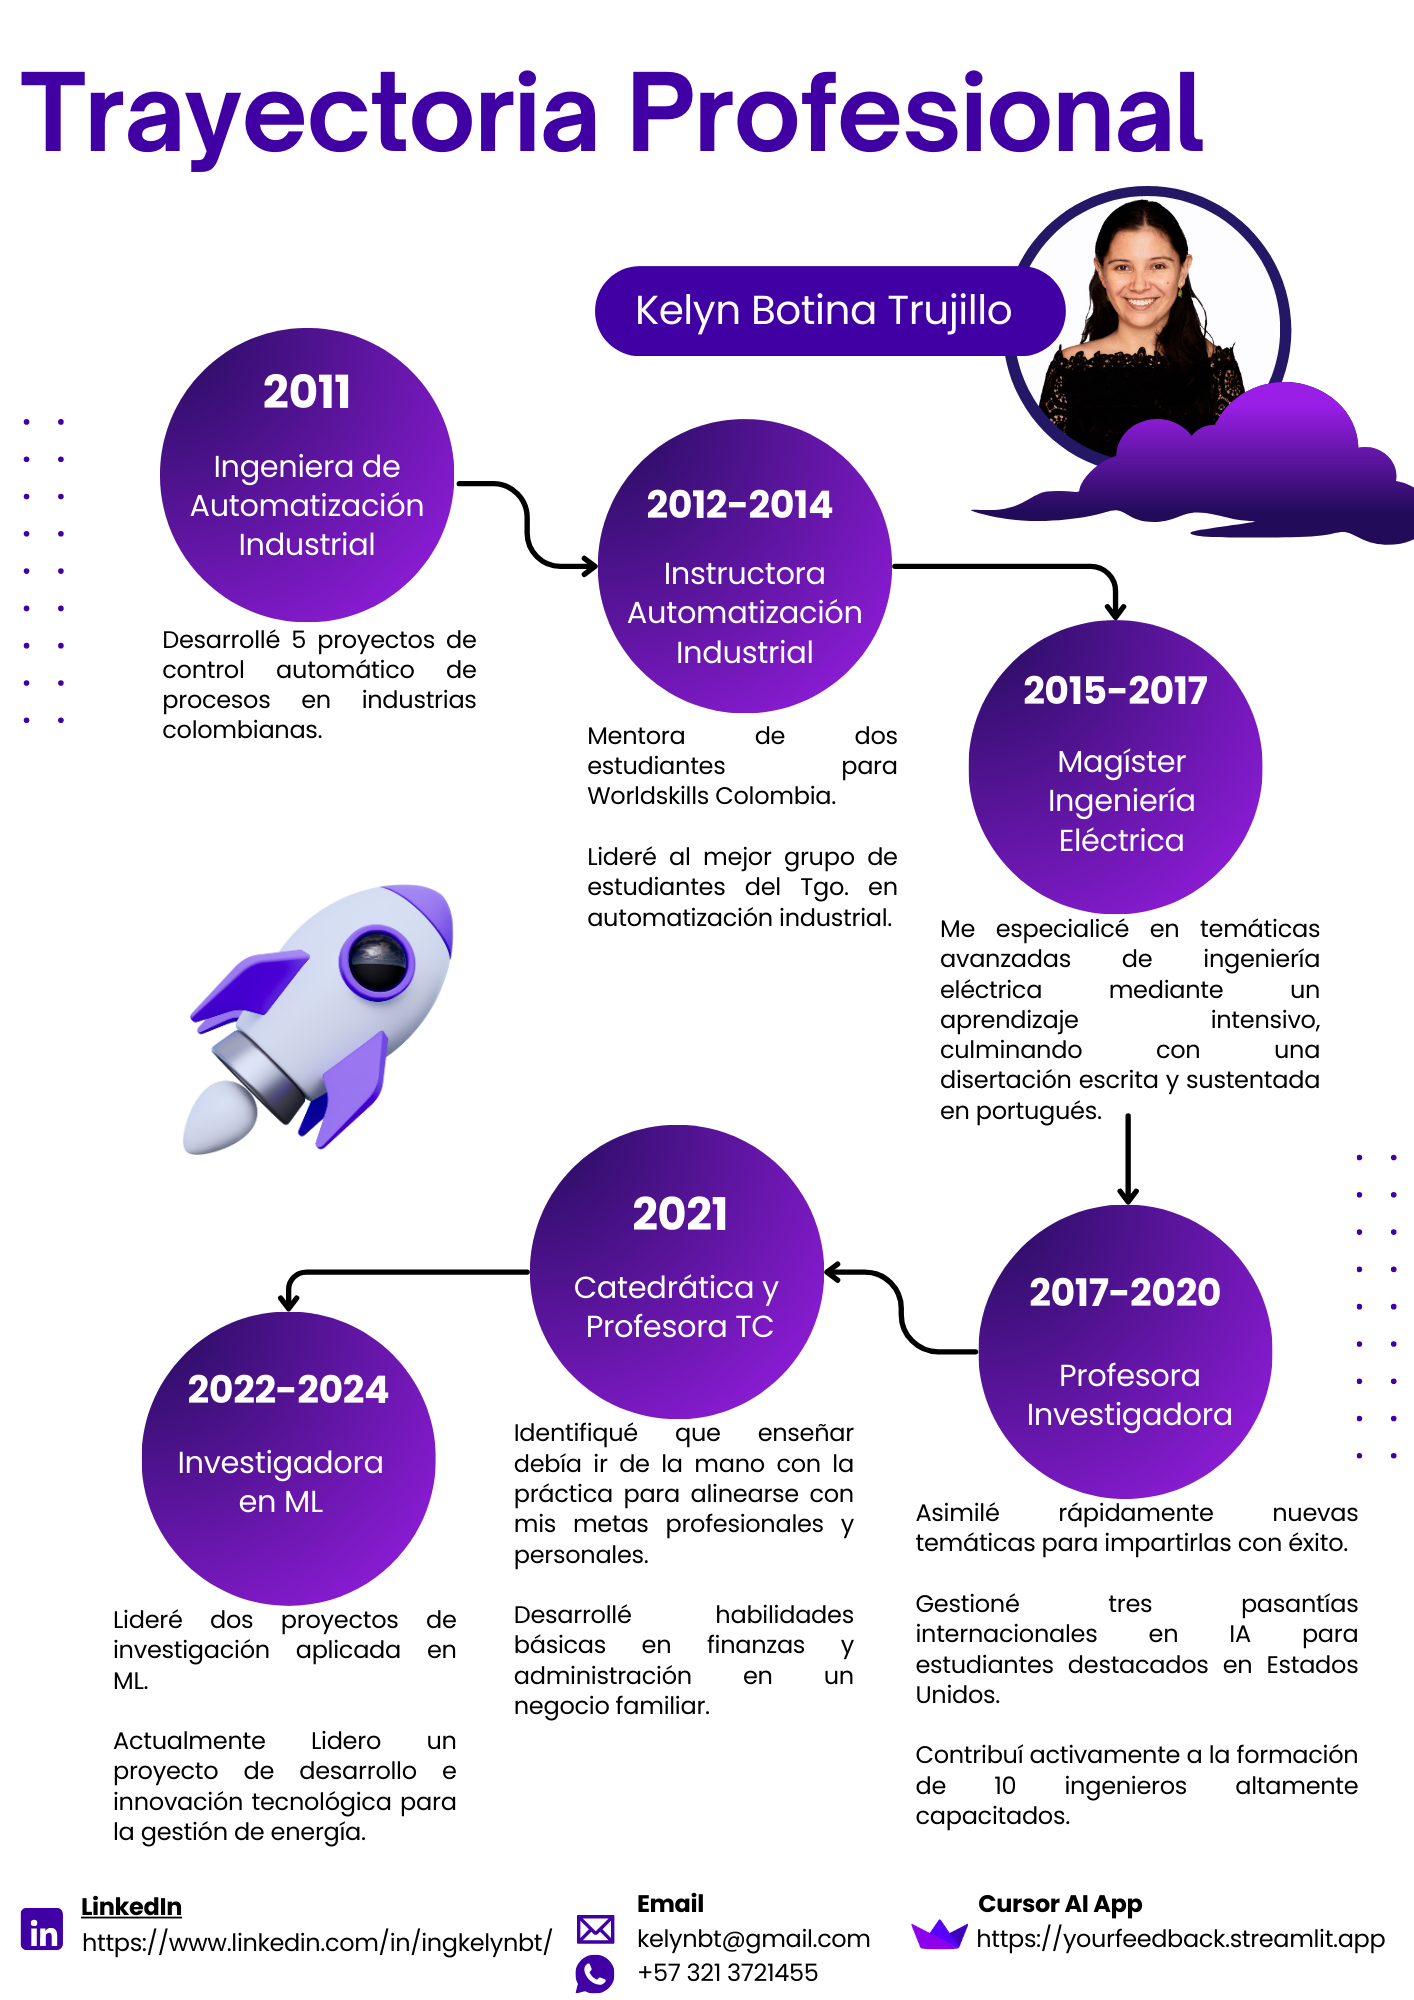 Trayectoria Profesional
Kelyn Botina Trujillo
2011
Ingeniera de
Automatización
Industrial
Desarrollé 5 proyectos de
control automático de
procesos en industrias
colombianas.
2012-2014
Instructora
Automatización
Industrial
Mentora de dos
estudiantes para
Worldskills Colombia.
Lideré al mejor grupo de
estudiantes del Tgo. en
automatización industrial.
2015-2017
Magíster
Ingeniería
Eléctrica
Me especialicé en temáticas
avanzadas de ingeniería
eléctrica mediante un
aprendizaje intensivo,
culminando con una
disertación escrita y sustentada
en portugués.
2017-2020
Profesora
Investigadora
Asimilé rápidamente nuevas
temáticas para impartirlas con éxito.
Gestioné tres pasantías
internacionales en IA para
estudiantes destacados en Estados
Unidos.
Contribuí activamente a la formación
de 10 ingenieros altamente
capacitados.
2021
Catedrática y
Profesora TC
Identifiqué que enseñar
debía ir de la mano con la
práctica para alinearse con
mis metas profesionales y
personales.
Desarrollé habilidades
básicas en finanzas y
administración en un
negocio familiar.
2022-2024
Investigadora
en ML
Lideré dos proyectos de
investigación aplicada en
ML.
Actualmente Lidero un
proyecto de desarrollo e
innovación tecnológica para
la gestión de energía.
in
LinkedIn
https://www.linkedin.com/in/ingkelynbt/
Email
kelynbt@gmail.com
+57 321 3721455
Cursor AI App
https://yourfeedback.streamlit.app